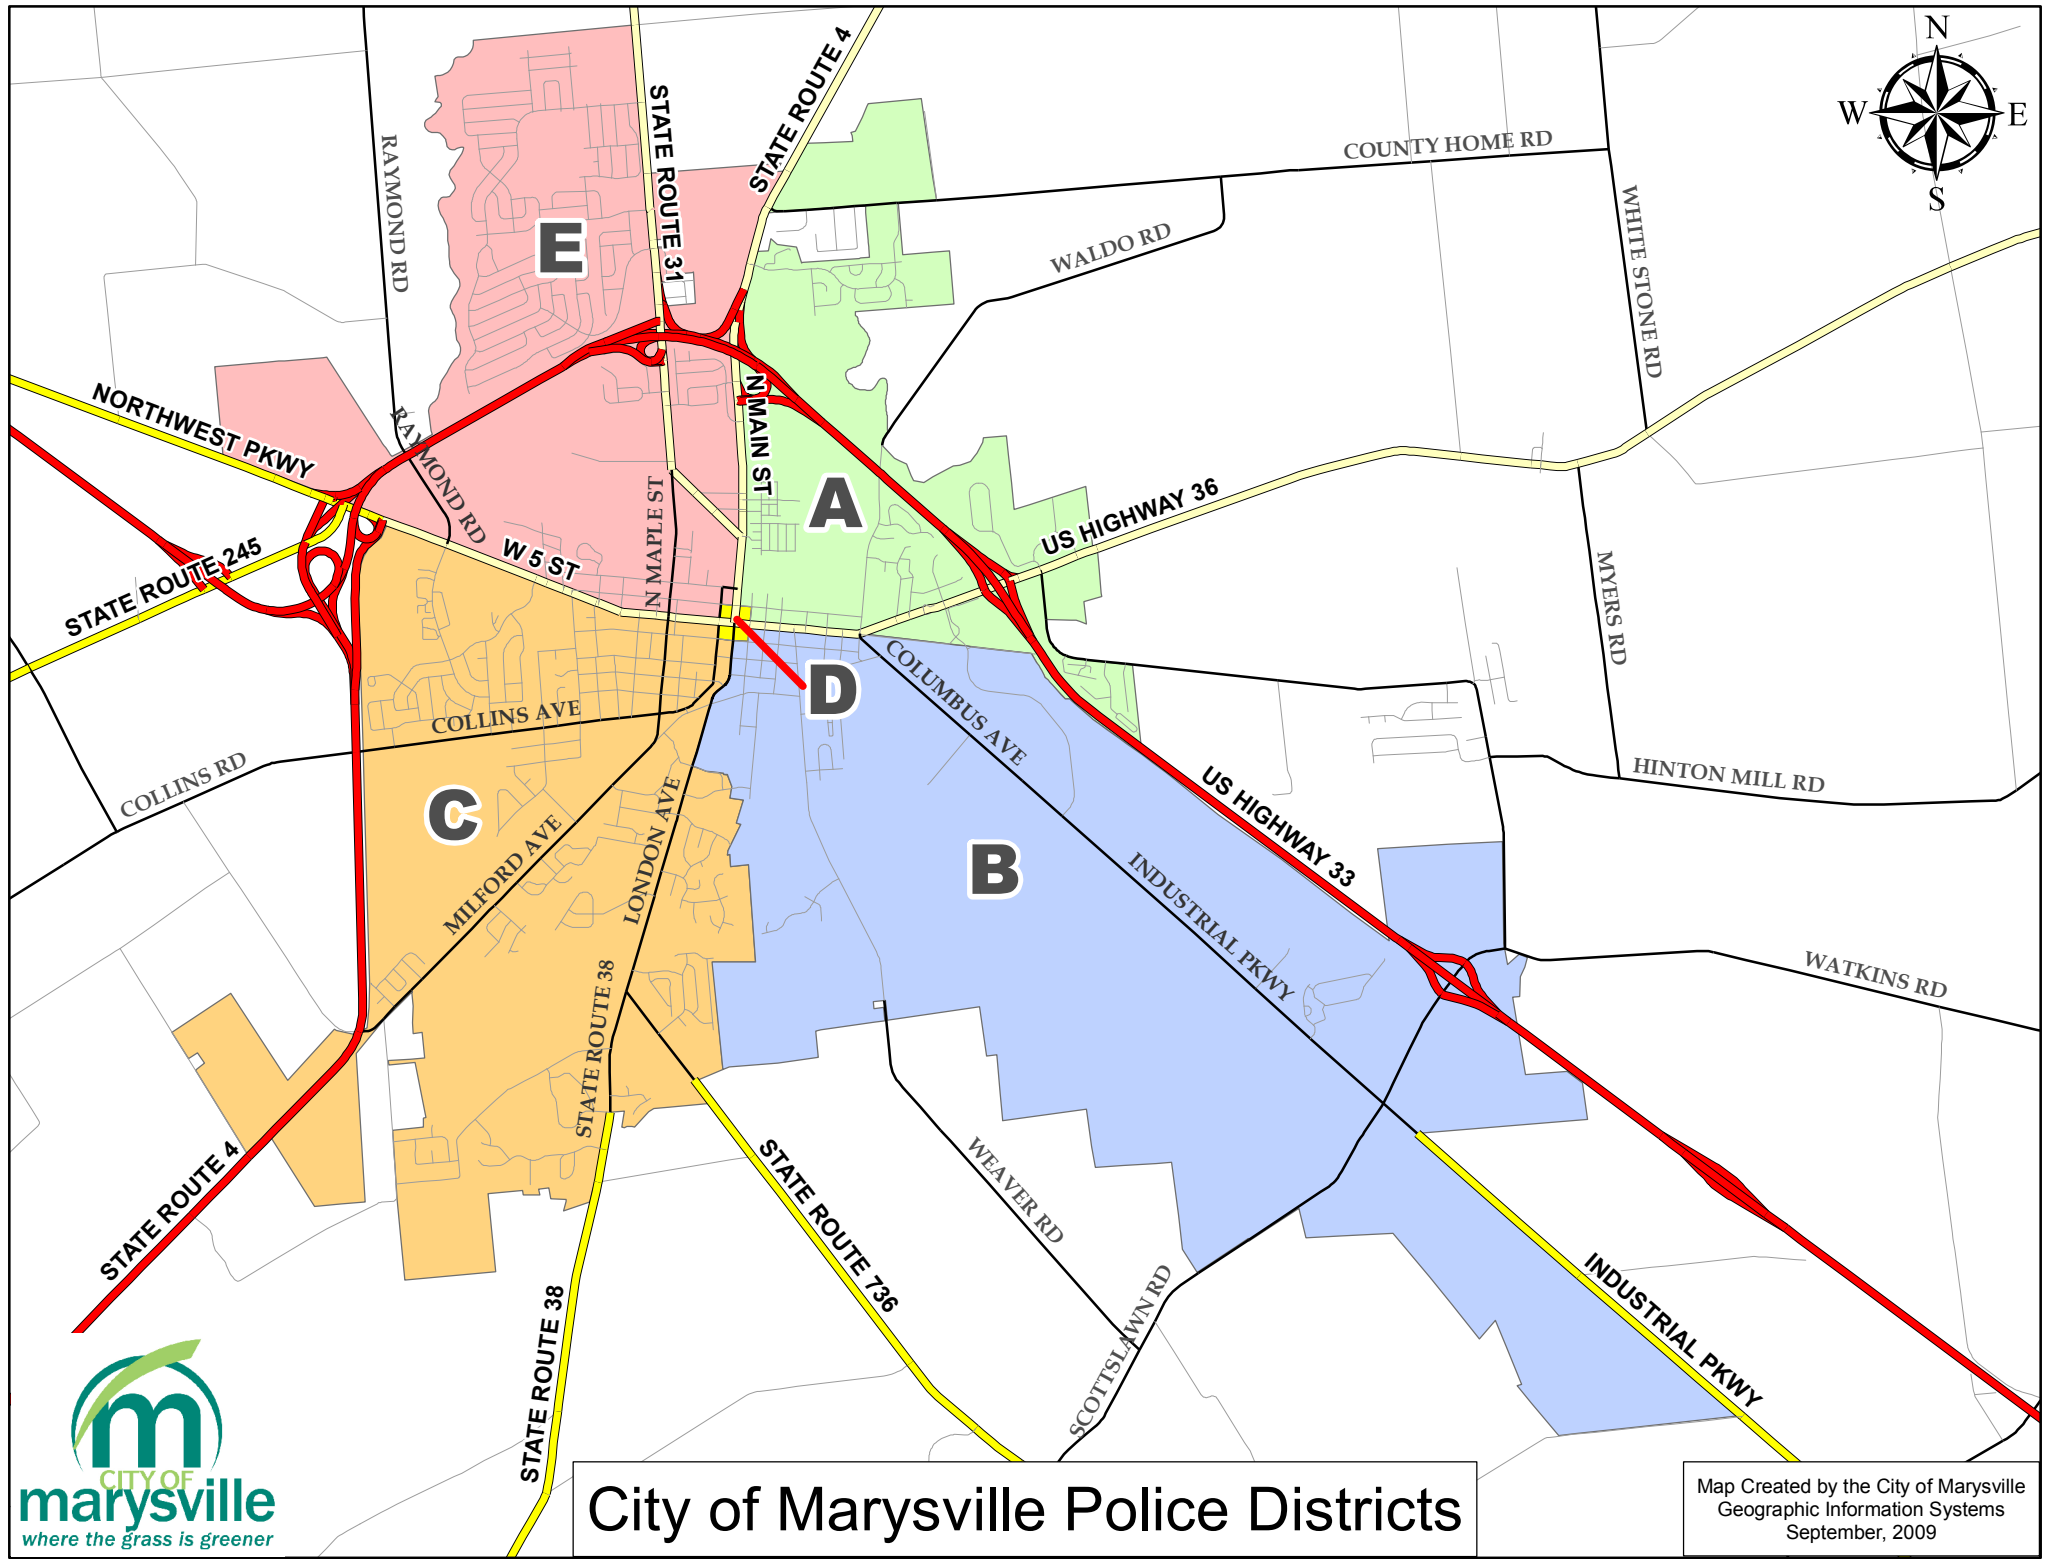 N
W E
S
STATE ROUTE 4
STATE ROUTE 31
RAYMOND RD
COUNTY HOME RD
WHITE STONE RD
WALDO RD
E
NORTHWEST PKWY
RAYMOND RD
N MAIN ST
A
US HIGHWAY 36
N MAPLE ST
W 5 ST
STATE ROUTE 245
MYERS RD
D
COLUMBUS AVE
COLLINS AVE
COLLINS RD
C
LONDON AVE
MILFORD AVE
B
US HIGHWAY 33
HINTON MILL RD
INDUSTRIAL PKWY
WATKINS RD
STATE ROUTE 38
STATE ROUTE 4
STATE ROUTE 736
WEAVER RD
SCOTTSLAWN RD
INDUSTRIAL PKWY
STATE ROUTE 38
m
CITY OF
marysville
where the grass is greener
City of Marysville Police Districts
Map Created by the City of Marysville
Geographic Information Systems
September, 2009